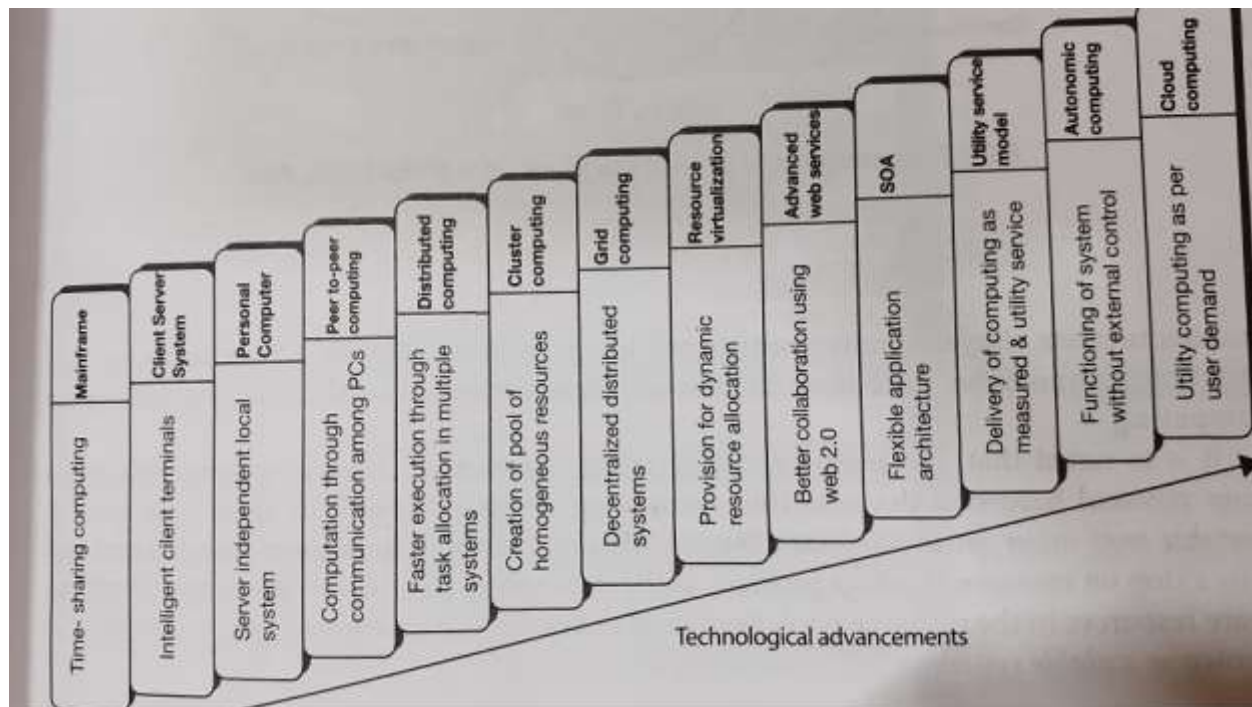 Mainframe
Time- sharing computing
Client Server
System
Intelligent cilent terminals
Personal
Computer
Server independent local
system
Peer to-peer
computing
Computation through
communication among PCs
Distributed
computing
Faster execution through
task allocation in multiple
systems
Cluster
computing
Creation of pool of
homogeneous resources
Grid
computing
Decentralized distributed
systems
Resource
virtualization
Provision for dynamic
resource allocation
Advanced
web services
Better collaboration using
web 2.0
SOA
Flexible application
architecture
Utility service
model
Delivery of computing as
measured & utility service
Autonomic
computing
Functioning of system
without external control
Cloud
computing
Utility computing as per
user demand
Technological advancements